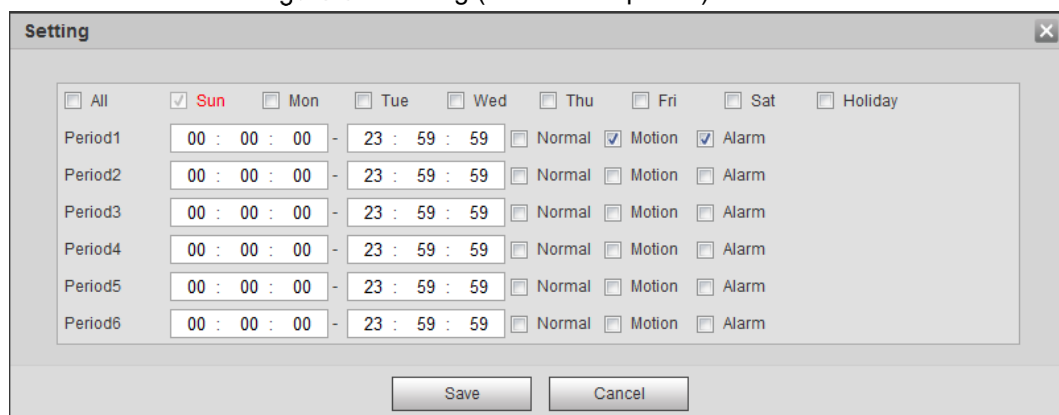 Setting
All Sun Mon Tue Wed Thu Fri Sat Holiday
Period1 00 : 00 : 00 - 23 : 59 : 59 Normal Motion Alarm
Period2 00 : 00 : 00 - 23 : 59 : 59 Normal Motion Alarm
Period3 00 : 00 : 00 - 23 : 59 : 59 Normal Motion Alarm
Period4 00 : 00 : 00 - 23 : 59 : 59 Normal Motion Alarm
Period5 00 : 00 : 00 - 23 : 59 : 59 Normal Motion Alarm
Period6 00 : 00 : 00 - 23 : 59 : 59 Normal Motion Alarm
Save Cancel